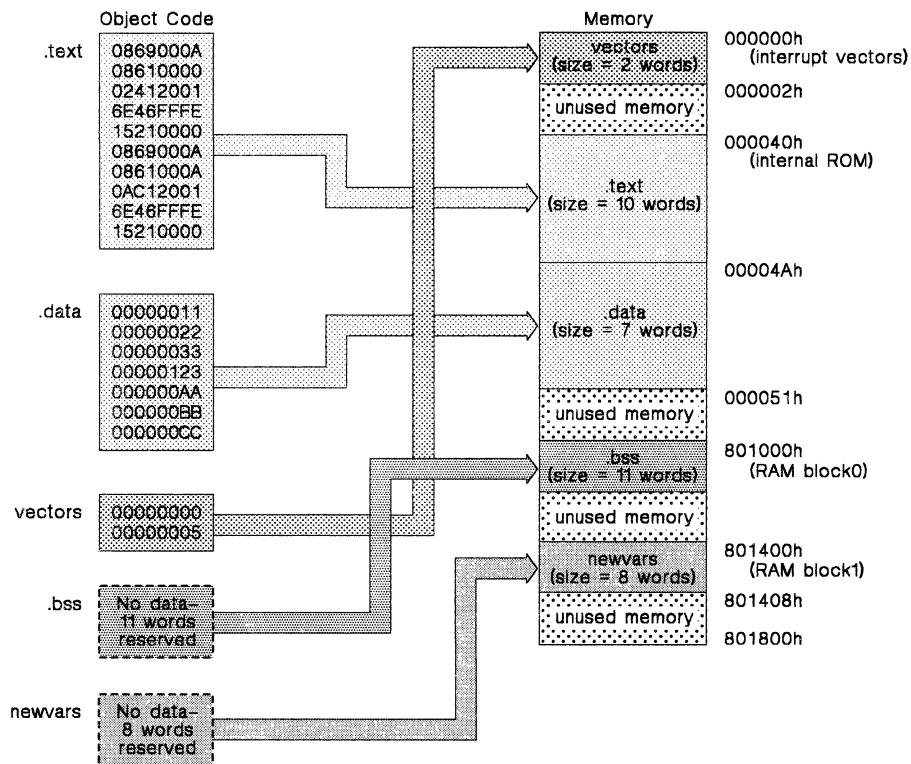 Object Code
.text
0869000A
08610000
02412001
6E46FFFE
15210000
0869000A
0861000A
0AC12001
6E46FFFE
15210000
.data
00000011
00000022
00000033
00000123
000000AA
000000BB
000000CC
vectors
00000000
00000005
.bss
No data–
11 words
reserved
newvars
No data–
8 words
reserved
Memory
vectors
(size = 2 words)
unused memory
.text
(size = 10 words)
.data
(size = 7 words)
unused memory
.bss
(size = 11 words)
unused memory
newvars
(size = 8 words)
unused memory
000000h
(interrupt vectors)
000002h
000040h
(internal ROM)
00004Ah
000051h
801000h
(RAM block0)
801400h
(RAM block1)
801408h
801800h